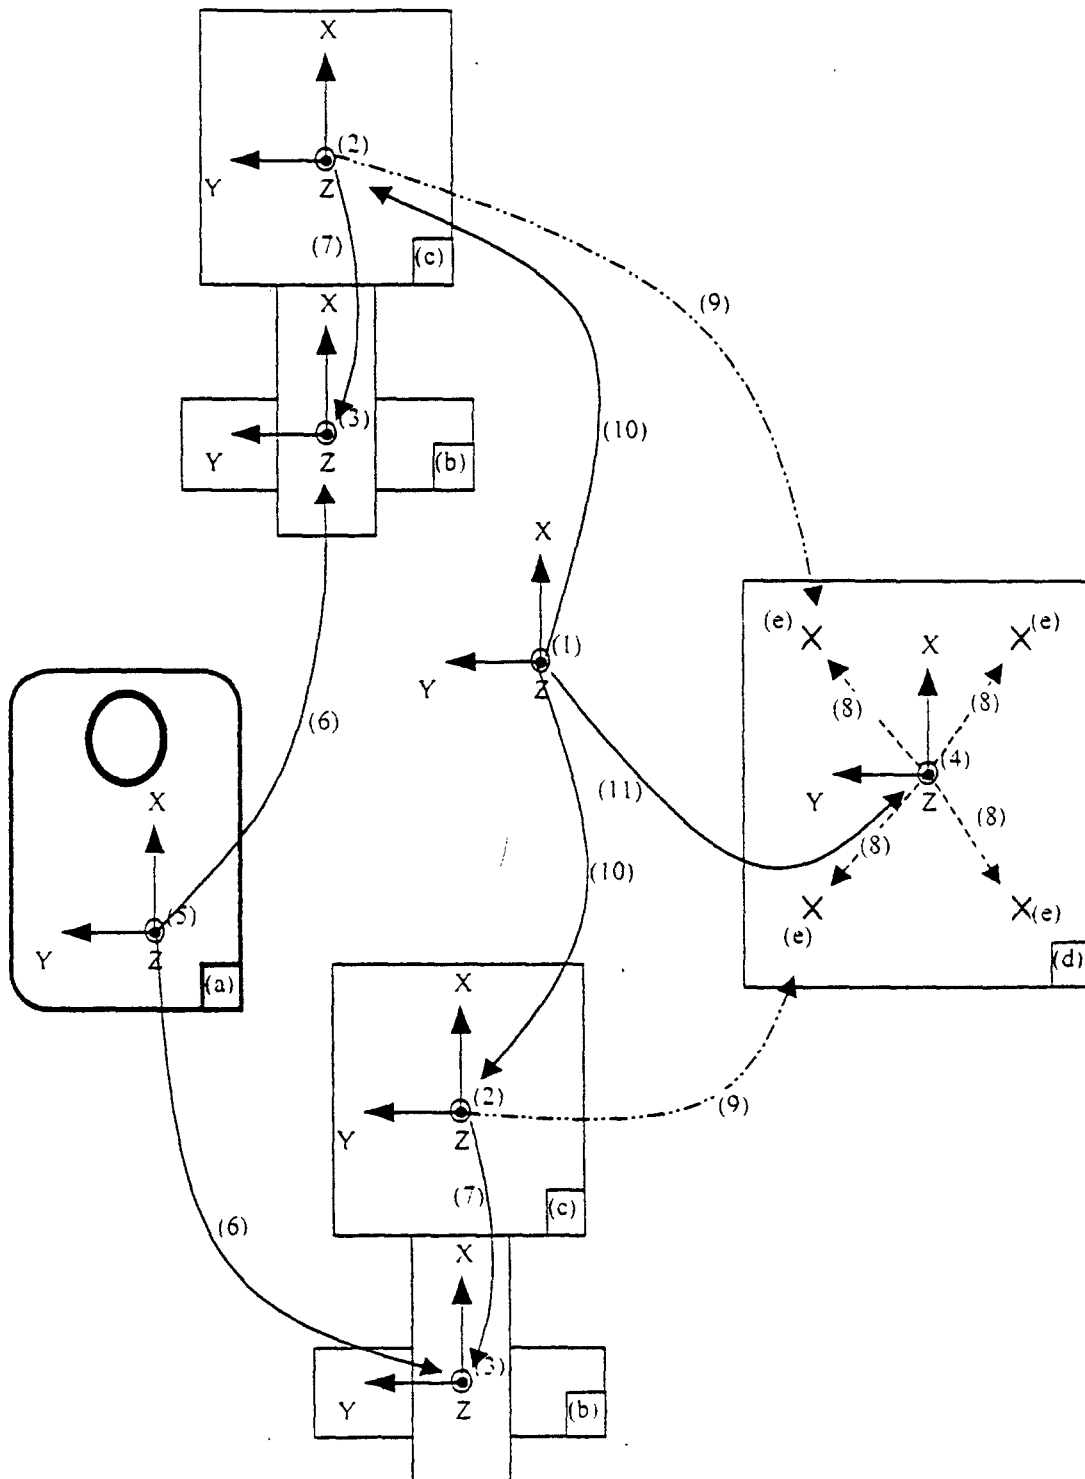 X
(2)
Y
Z
(7)
(c)
X
(9)
(3)
(10)
Y
Z
(b)
X
(e)
(e)
(1)
X
Y
Z
(8)
(8)
(6)
(4)
X
(11)
Y
Z
(8)
(8)
(10)
(5)
(e)
(e)
Y
Z
(d)
(a)
X
(2)
(9)
Y
Z
(7)
(c)
(6)
X
(3)
Y
Z
(b)